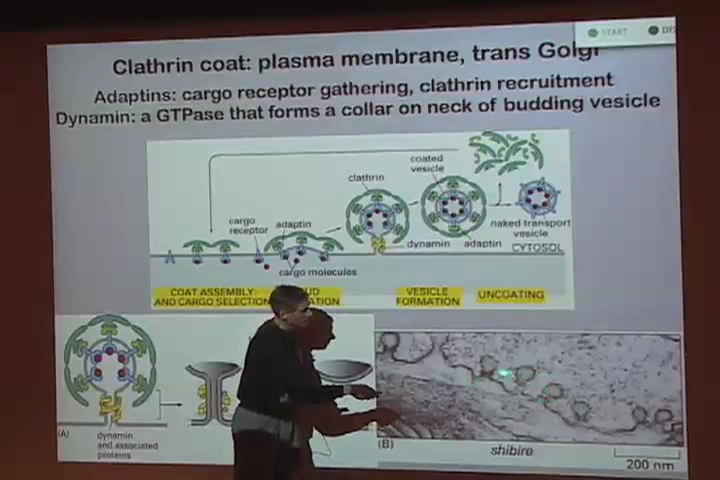 START
Clathrin coat: plasma membrane, trans Golgi
Adaptins: cargo receptor gathering, clathrin recruitment
Dynamin: a GTPase that forms a collar on neck of budding vesicle
coated
vesicle
clathrin
cargo
receptor
adaptin
naked transport
vesicle
dynamin
adaptin
CYTOSOL
cargo molecules
COAT ASSEMBLY
AND CARGO SELECTION
VESICLE
FORMATION
UNCOATING
(A)
dynamin
and associated
proteins
(B)
shibire
200 nm